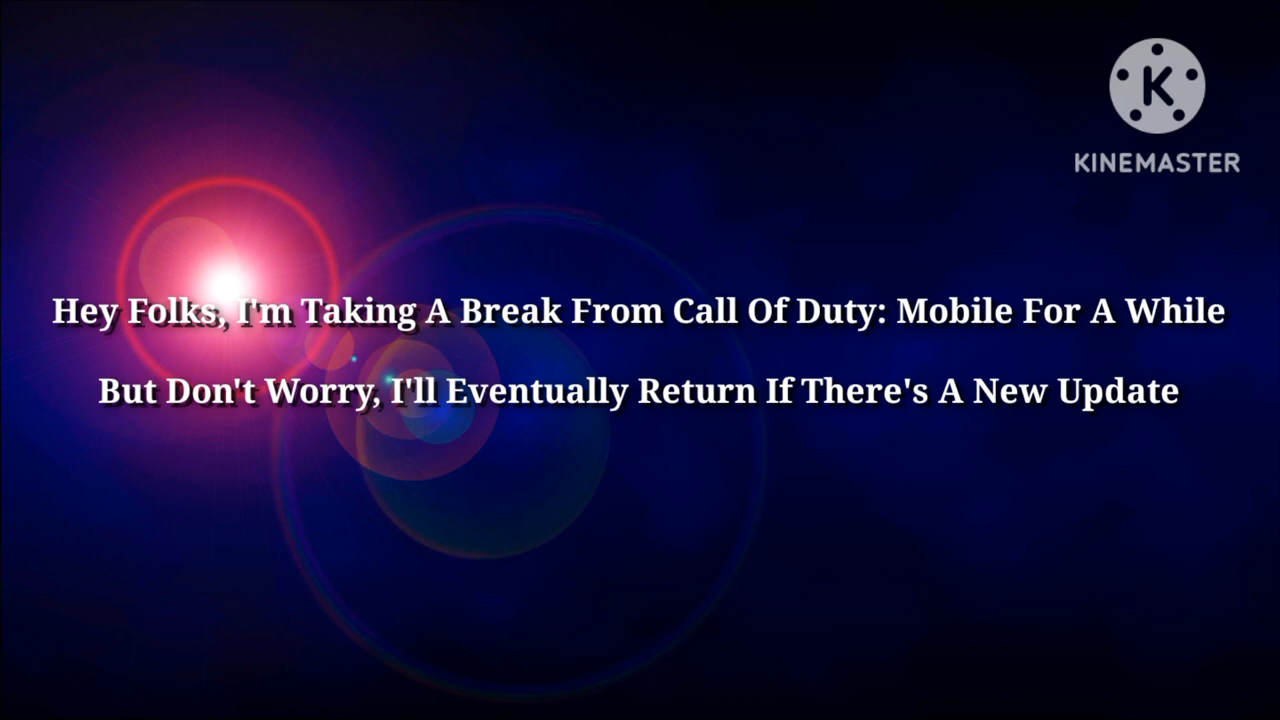 K
KINEMASTER
Hey Folks, I'm Taking A Break From Call Of Duty: Mobile For A While
But Don't Worry, I'll Eventually Return If There's A New Update